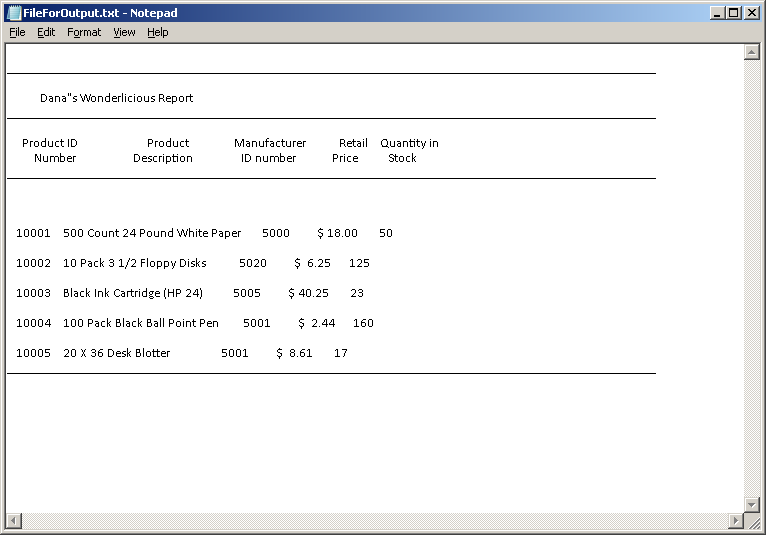 FileForOutput.txt - Notepad
File Edit Format View Help
Dana"s Wonderlicious Report
Product ID Product Manufacturer Retail Quantity in
Number Description ID number Price Stock
10001 500 Count 24 Pound White Paper 5000 $ 18.00 50
10002 10 Pack 3 1/2 Floppy Disks 5020 $ 6.25 125
10003 Black Ink Cartridge (HP 24) 5005 $ 40.25 23
10004 100 Pack Black Ball Point Pen 5001 $ 2.44 160
10005 20 X 36 Desk Blotter 5001 $ 8.61 17